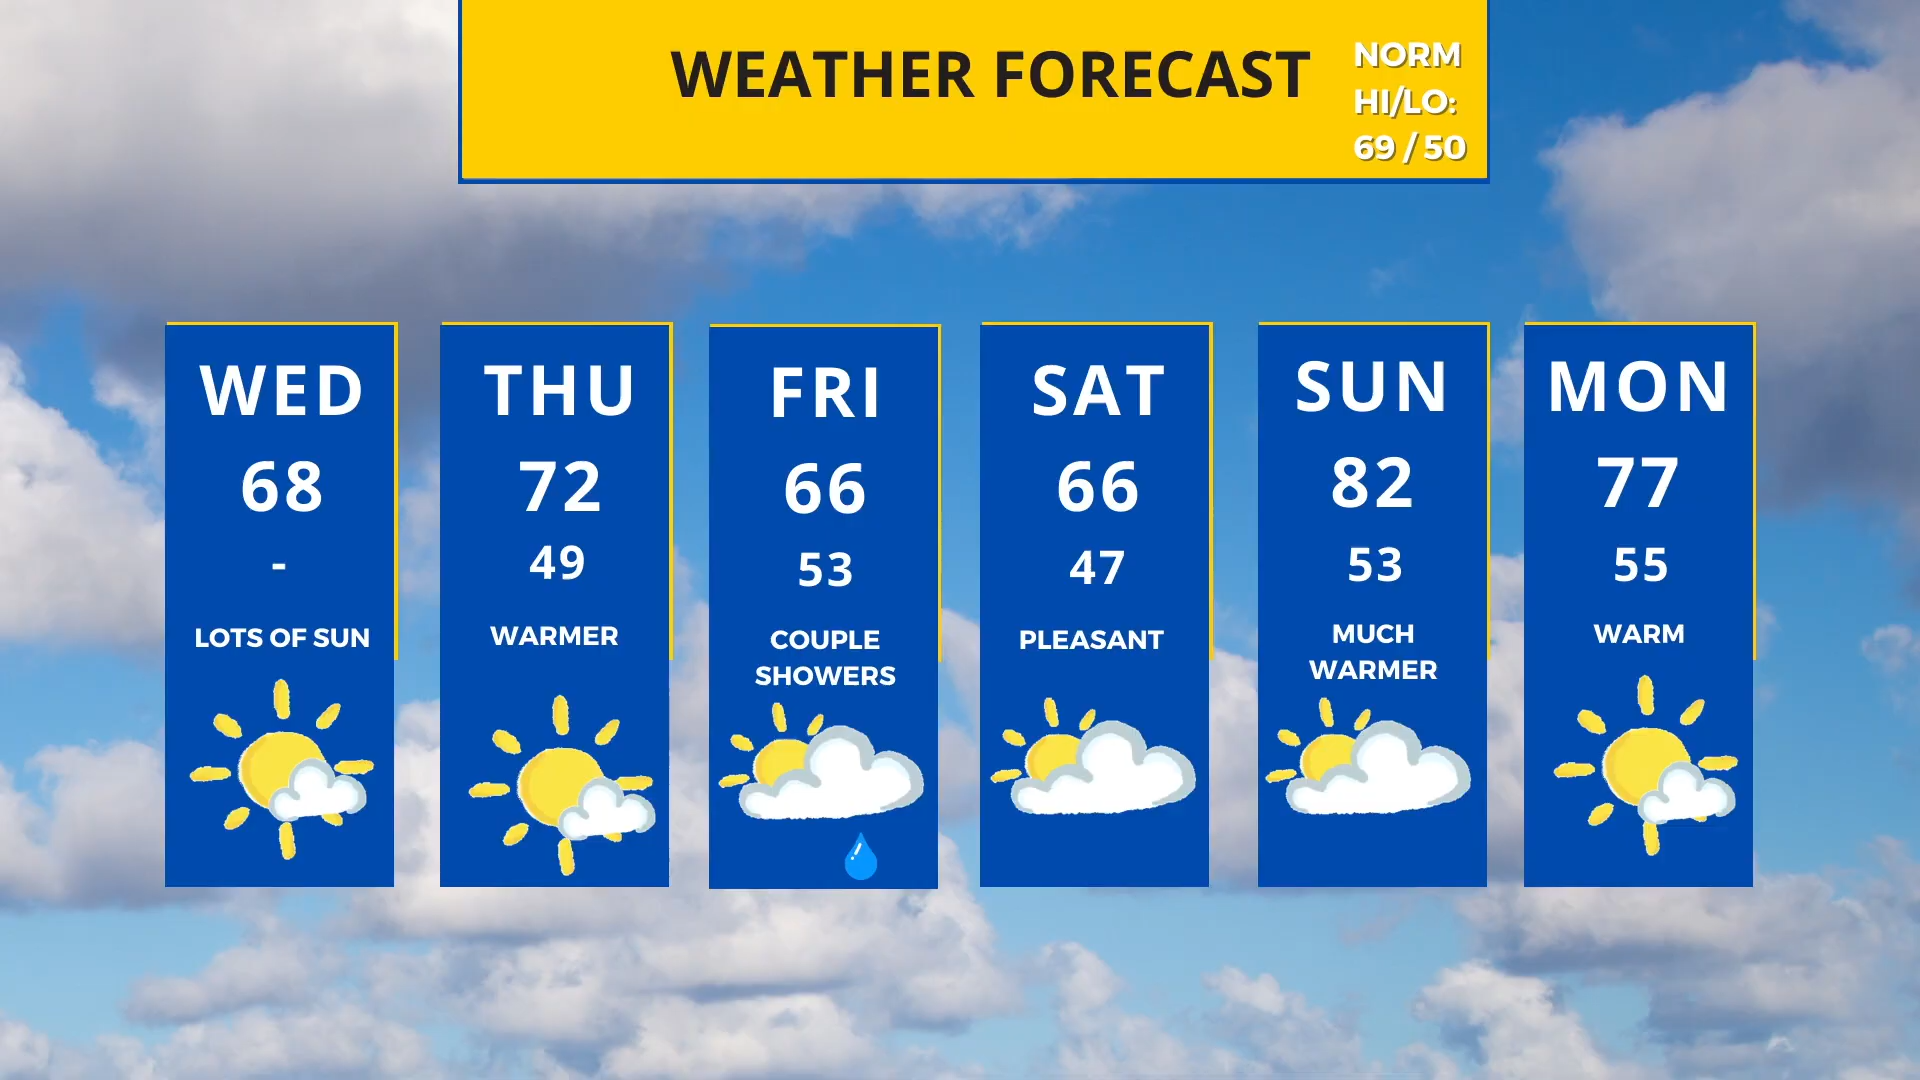 WEATHER FORECAST
NORM
HI/LO:
69 / 50
WED
68
-
LOTS OF SUN
THU
72
49
WARMER
FRI
66
53
COUPLE
SHOWERS
SAT
66
47
PLEASANT
SUN
82
53
MUCH
WARMER
MON
77
55
WARM